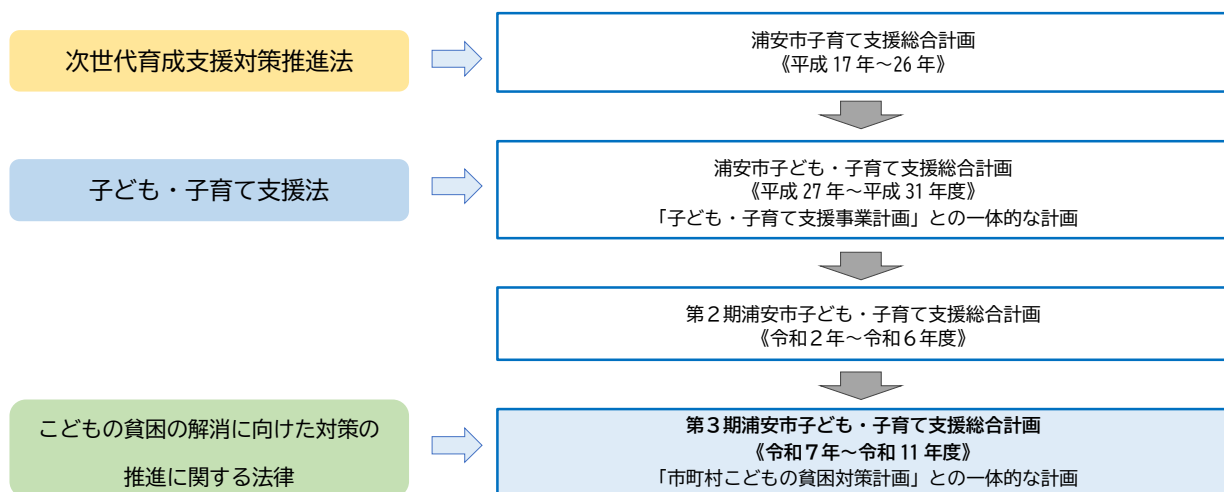 次世代育成支援対策推進法
浦安市子育て支援総合計画
《平成 17 年～26 年》
子ども・子育て支援法
浦安市子ども・子育て支援総合計画
《平成 27 年～平成 31 年度》
「子ども・子育て支援事業計画」との一体的な計画
第２期浦安市子ども・子育て支援総合計画
《令和２年～令和６年度》
こどもの貧困の解消に向けた対策の
推進に関する法律
第３期浦安市子ども・子育て支援総合計画
《令和７年～令和 11 年度》
「市町村こどもの貧困対策計画」との一体的な計画